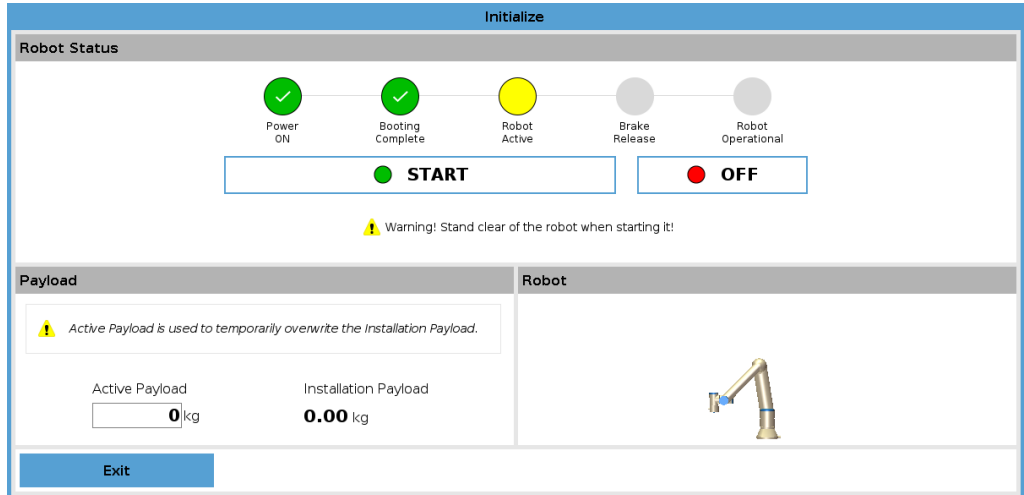 Initialize
Robot Status
Power
ON
Booting
Complete
Robot
Active
Brake
Release
Robot
Operational
START
OFF
Warning! Stand clear of the robot when starting it!
Payload
Robot
Active Payload is used to temporarily overwrite the Installation Payload.
Active Payload
Installation Payload
0 kg
0.00 kg
Exit